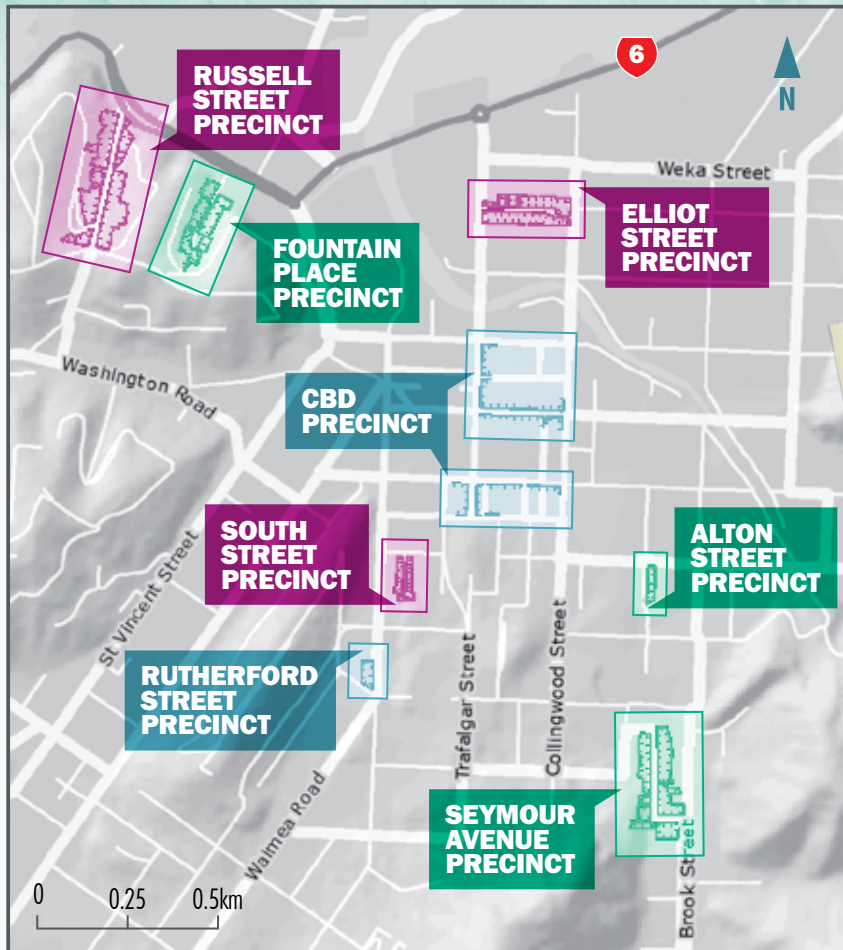 6
N
RUSSELL
STREET
PRECINCT
Weka Street
ELLIOT
STREET
PRECINCT
FOUNTAIN
PLACE
PRECINCT
Washington Road
CBD
PRECINCT
SOUTH
STREET
PRECINCT
ALTON
STREET
PRECINCT
St Vincent Street
RUTHERFORD
STREET
PRECINCT
Trafalgar Street
Collingwood Street
Waimea Road
SEYMOUR
AVENUE
PRECINCT
Brook Street
0 0.25 0.5km